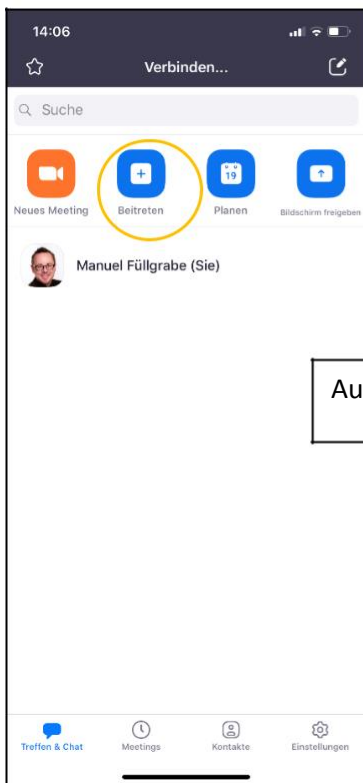 14:06
Verbinden...
Suche
19
Neues Meeting Beitreten Planen Bildschirm freigeben
Manuel Füllgrabe (Sie)
Au
Treffen & Chat Meetings Kontakte Einstellungen